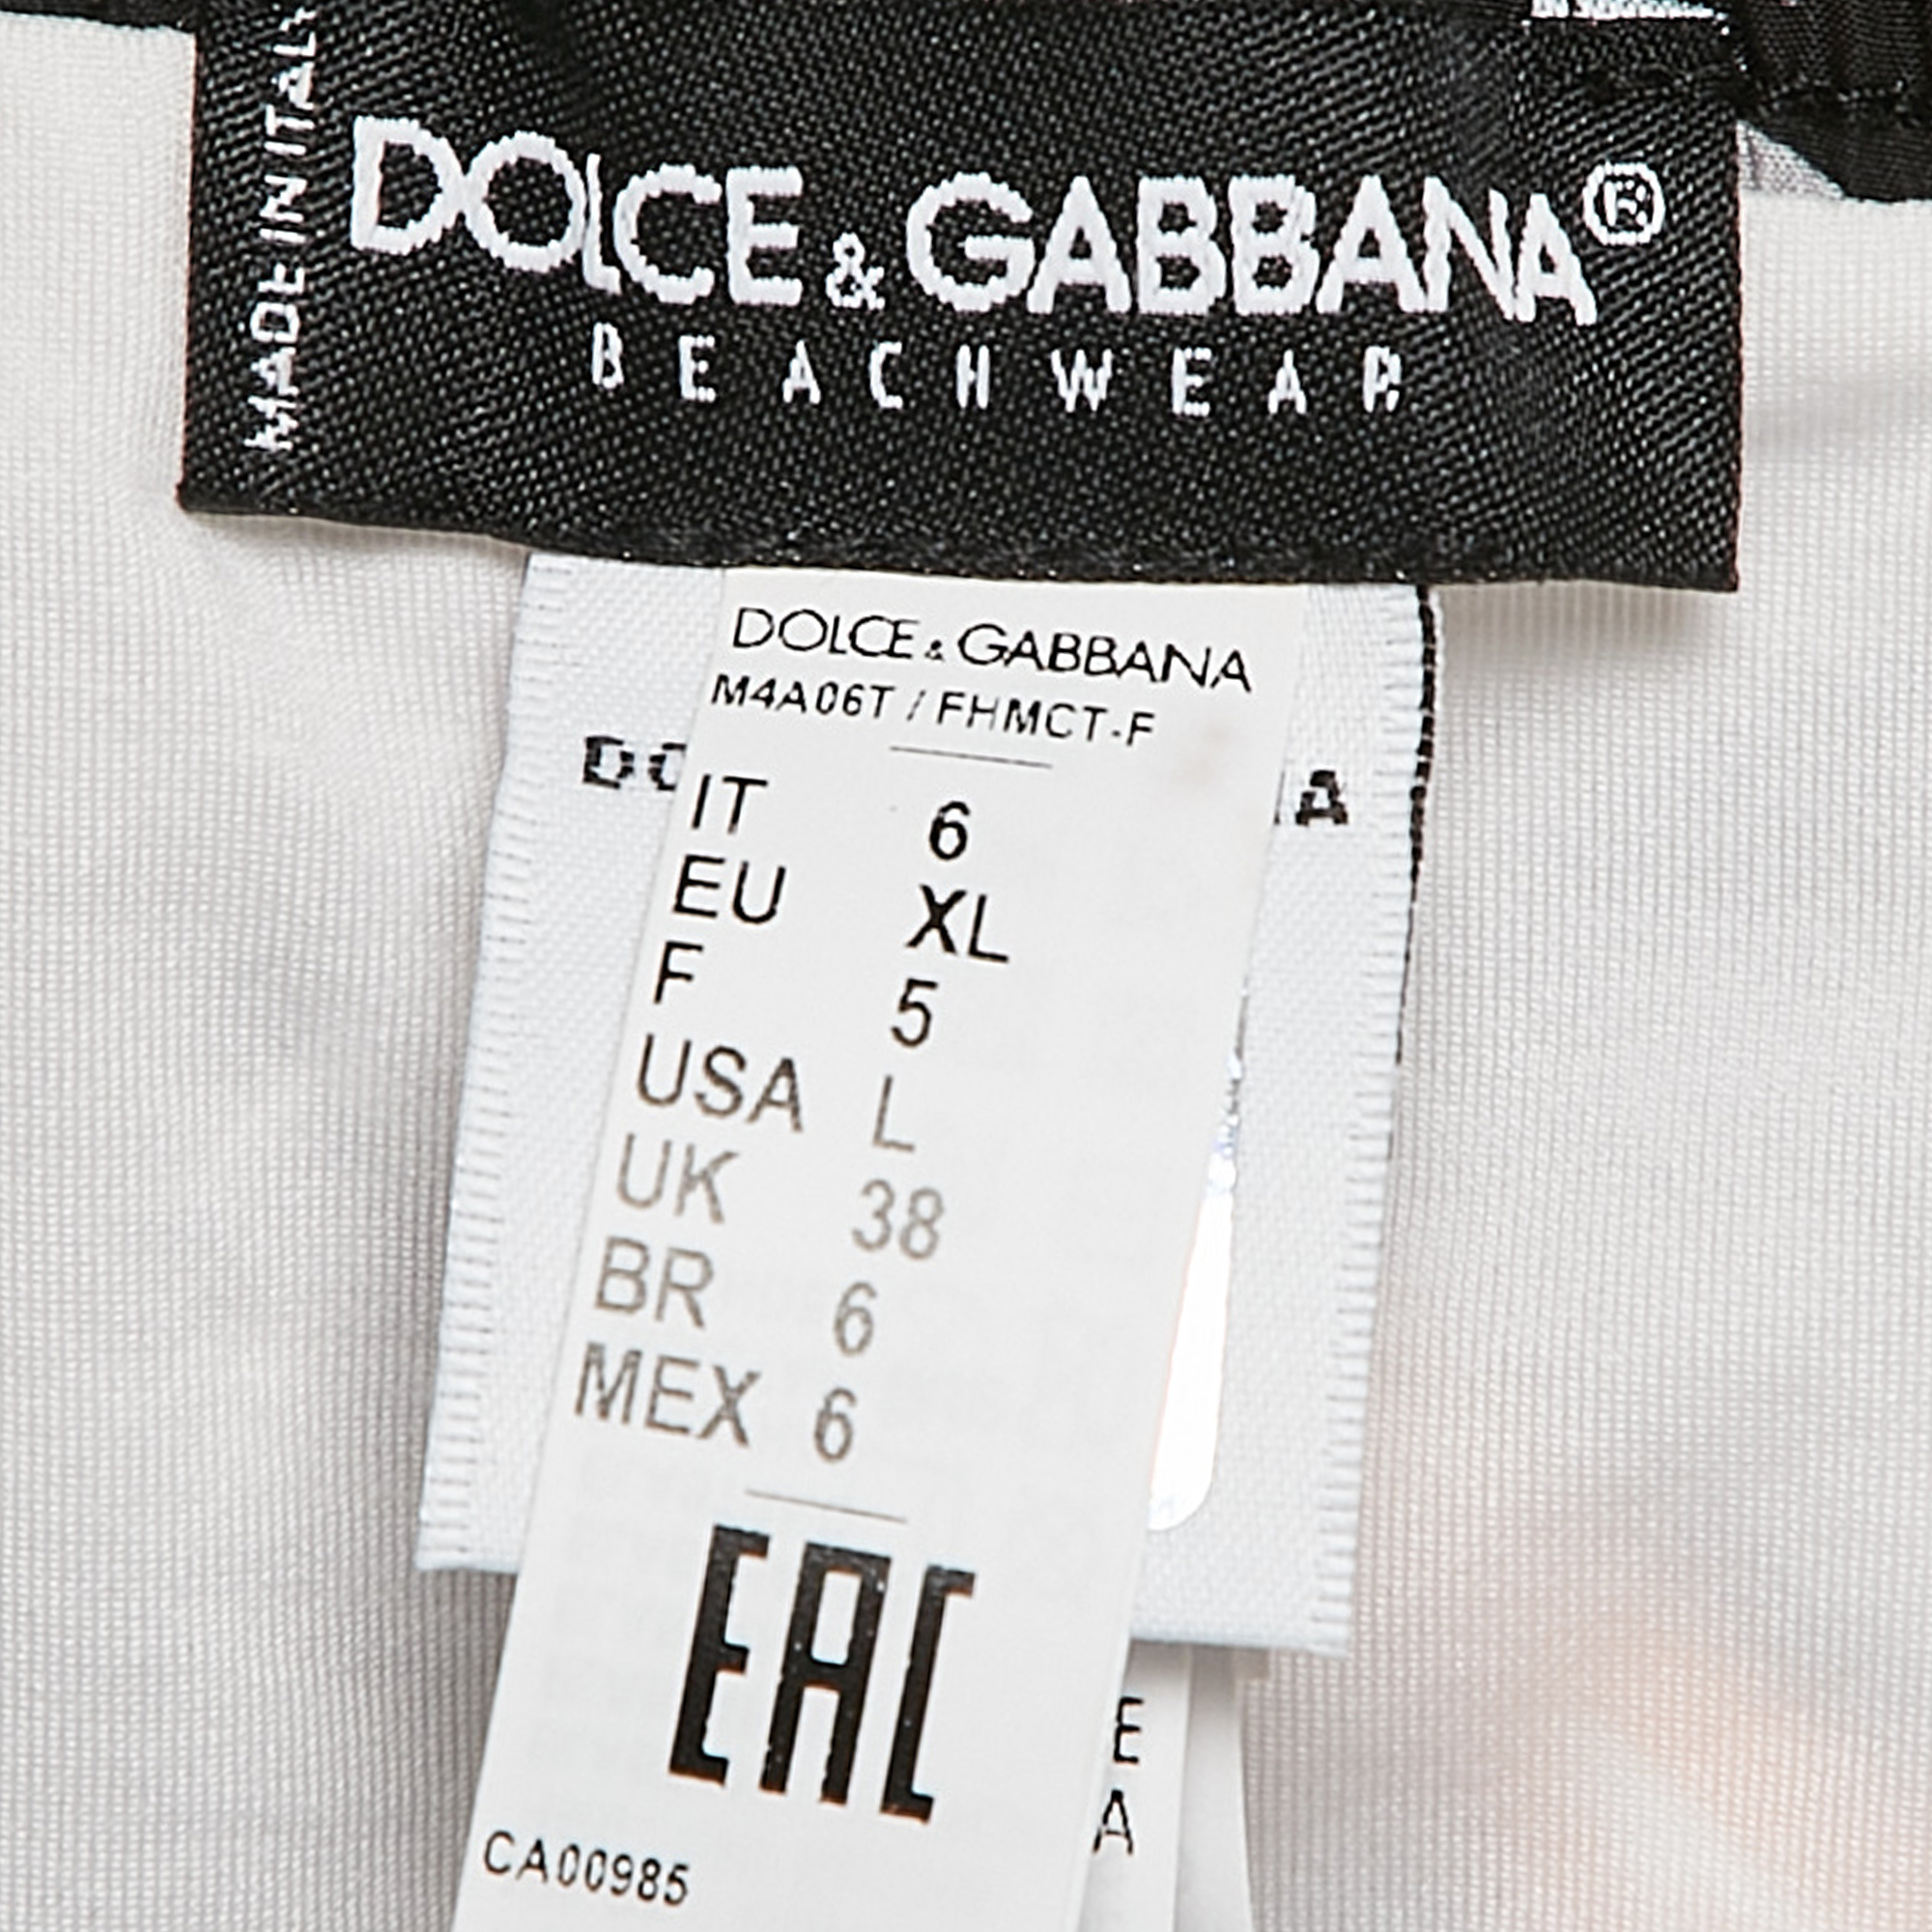 MADE IN ITALY
DOLCE & GABBANA®
BEACHWEAR
DOLCE & GABBANA
M4A06T / FHMCT-F
IT 6
EU XL
F 5
USA L
UK 38
BR 6
MEX 6
EAC
CA00985